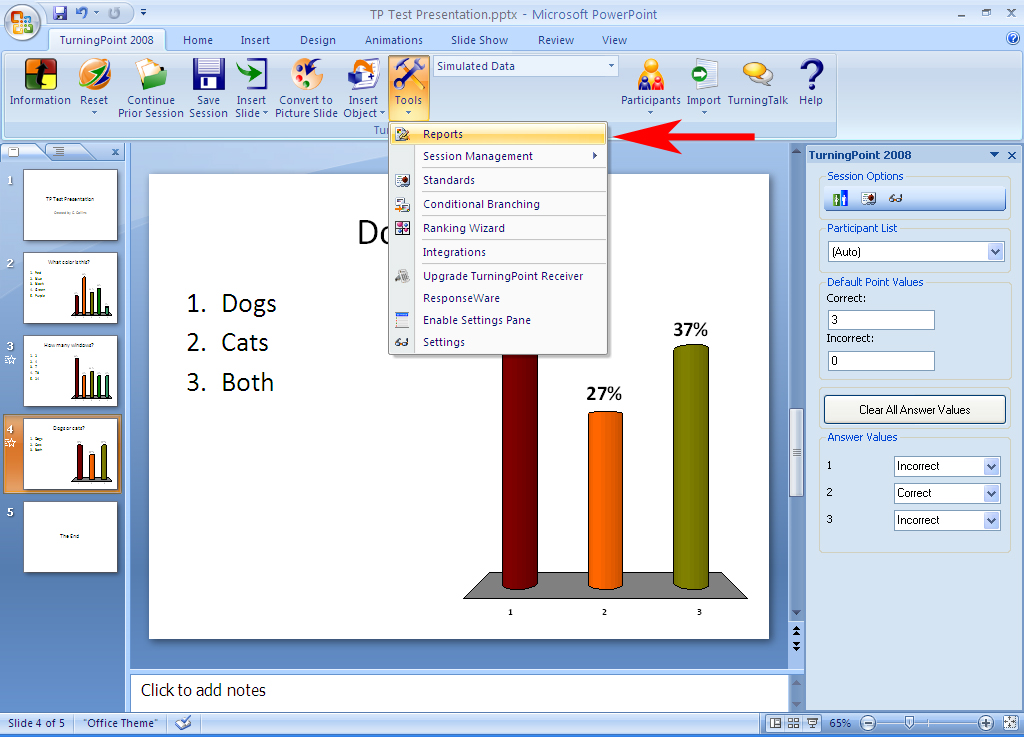 TP Test Presentation.pptx - Microsoft PowerPoint
TurningPoint 2008 Home Insert Design Animations Slide Show Review View
Simulated Data
Information Reset Continue Prior Session Save Session Insert Slide Convert to Picture Slide Insert Object Tools Participants Import TurningTalk Help
Reports
Session Management
Standards
Conditional Branching
Ranking Wizard
Integrations
Upgrade TurningPoint Receiver
ResponseWare
Enable Settings Pane
Settings
1
TP Test Presentation
2
What color is this?
3
How many windows?
4
Dogs or cats?
1. Dogs
2. Cats
3. Both
5
The End
Do
1. Dogs
2. Cats
3. Both
27%
37%
1 2 3
Click to add notes
TurningPoint 2008
Session Options
Participant List
(Auto)
Default Point Values
Correct:
3
Incorrect:
0
Clear All Answer Values
Answer Values
1 Incorrect
2 Correct
3 Incorrect
Slide 4 of 5 "Office Theme" 65%